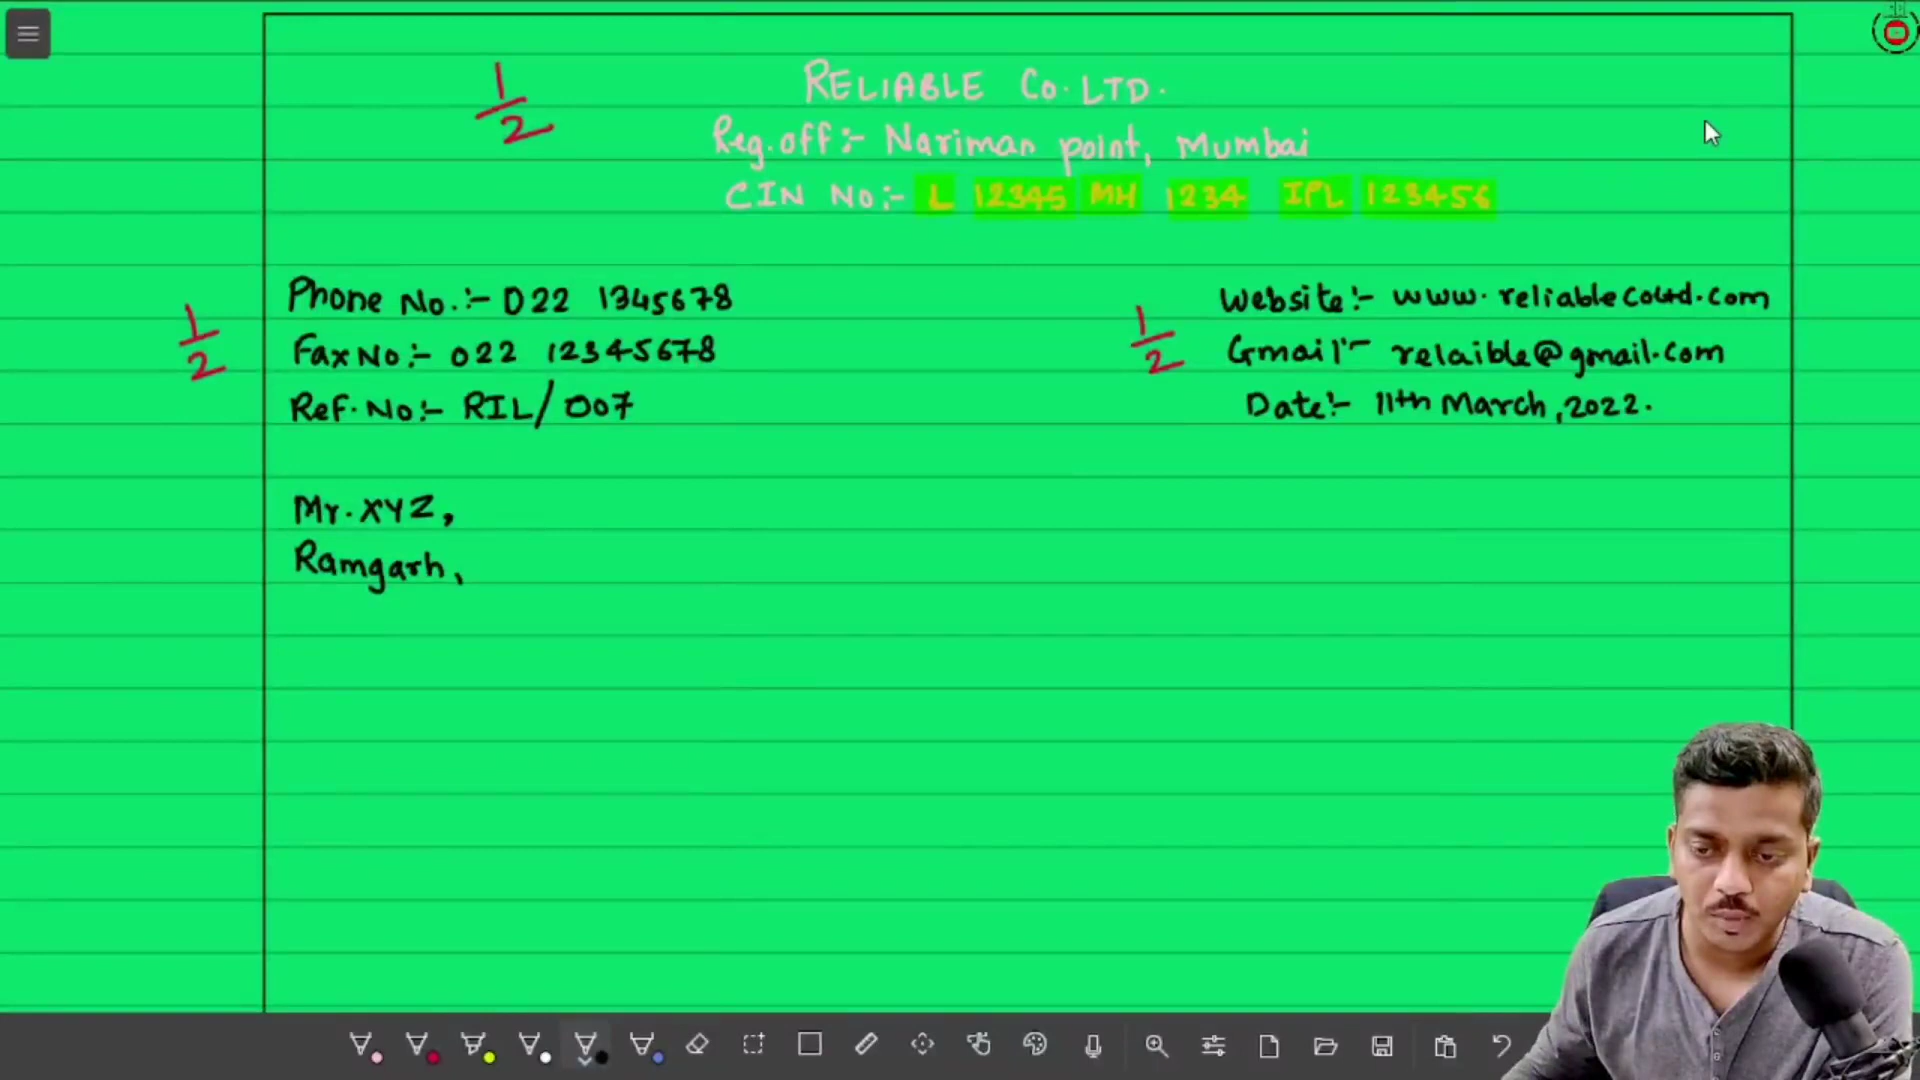 1/2
RELIABLE Co. LTD.
Reg. off:- Nariman point, Mumbai
CIN No:- L 12345 MH 1234 IPL 123456
1/2
Phone No.:- 022 1345678
Fax No:- 022 12345678
Ref. No:- RIL/007
1/2
Website:- www.reliablecoltd.com
Gmail:- relaible@gmail.com
Date:- 11th March, 2022.
Mr. XYZ,
Ramgarh,